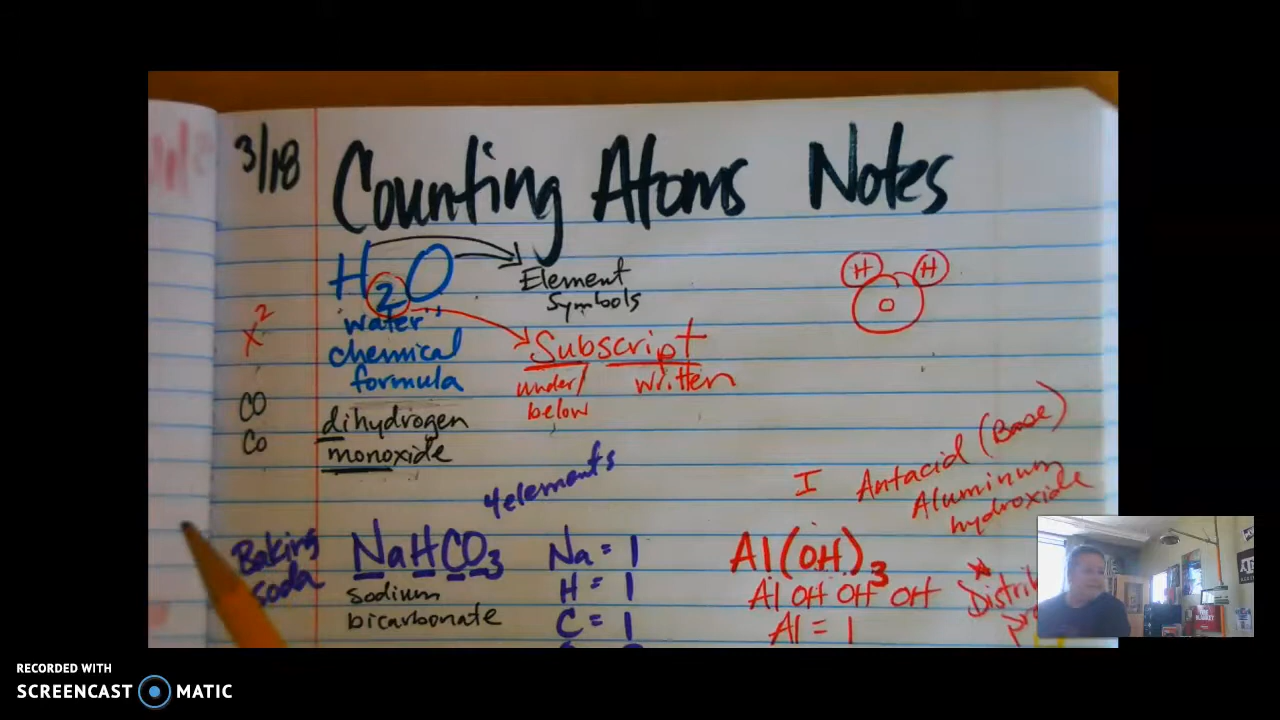 3/18
Counting Atoms Notes
H2O
Element
Symbols
H H
O
x2
"water"
chemical
formula
Subscript
under/ written
below
CO
Co
dihydrogen
monoxide
4 elements
I Antacid (Base)
Aluminum
hydroxide
Baking
soda
NaHCO3
sodium
bicarbonate
Na = 1
H = 1
C = 1
Al(OH)3
Al OH OH OH
Al = 1
Distrib
RECORDED WITH
SCREENCAST MATIC